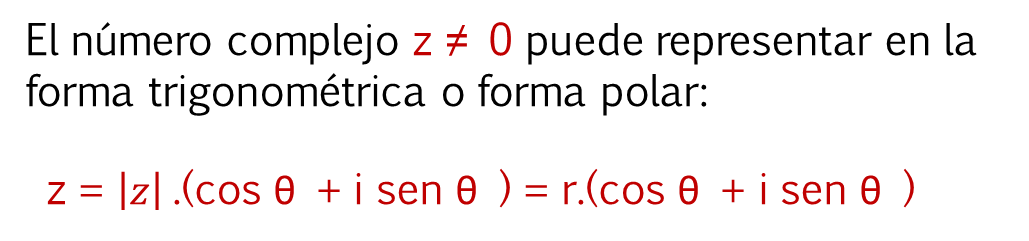 El número complejo z ≠ 0 puede representar en la
forma trigonométrica o forma polar:
z = |z| .(cos θ + i sen θ ) = r.(cos θ + i sen θ )